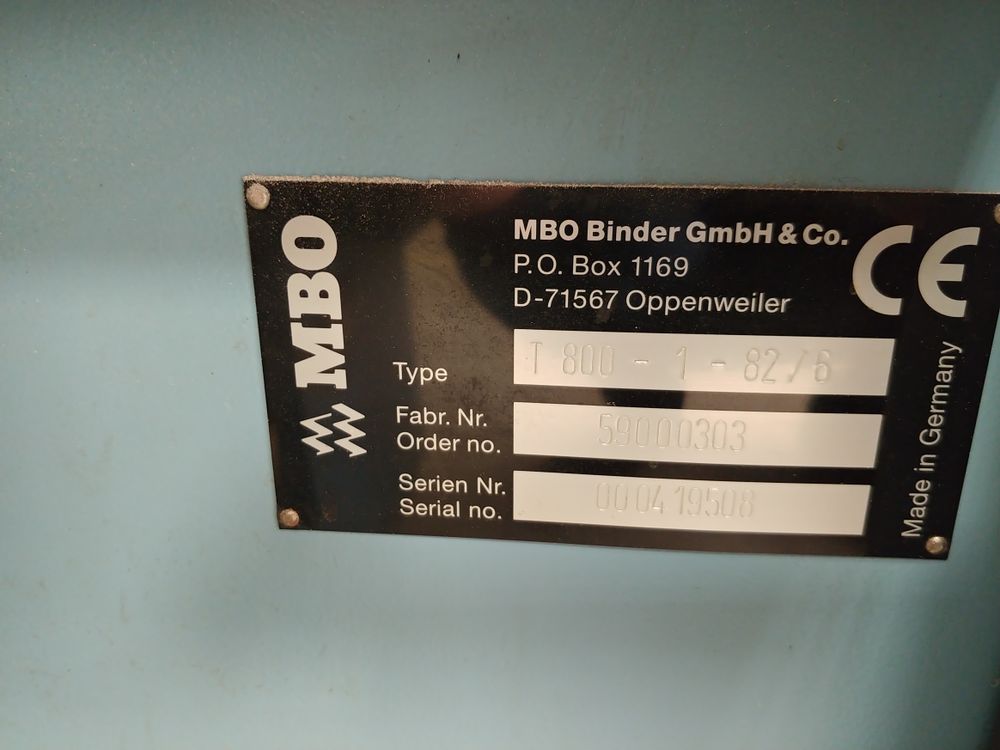 MBO
MBO Binder GmbH & Co.
P.O. Box 1169
D-71567 Oppenweiler
CE
Type T 800 - 1 - 82/6
Fabr. Nr.
Order no. 59000303
Serien Nr.
Serial no. 000419508
Made in Germany